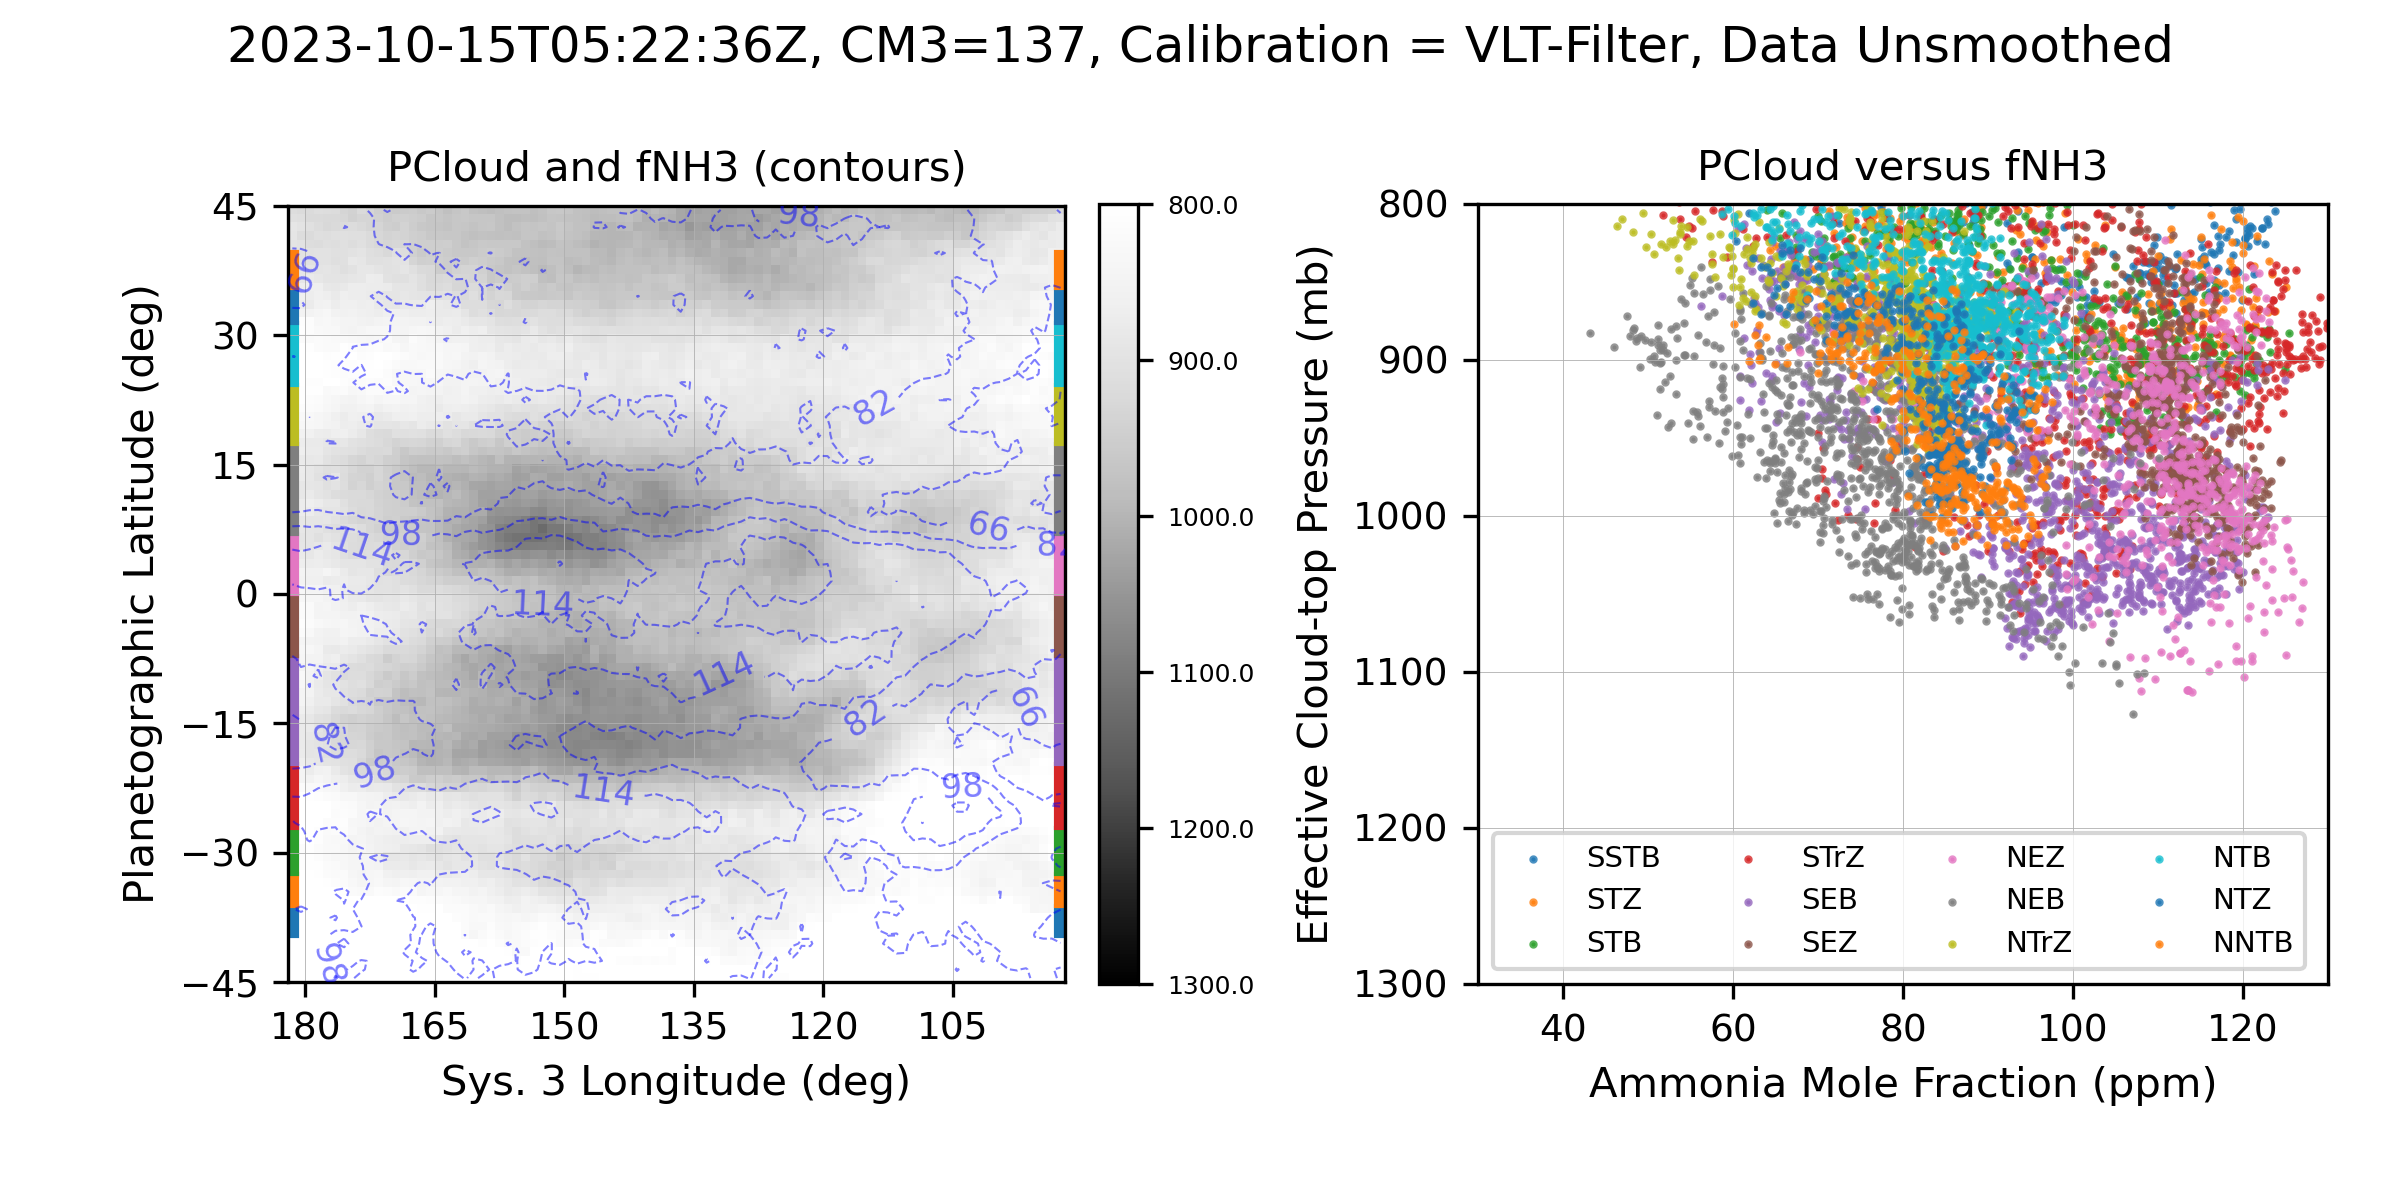 2023-10-15T05:22:36Z, CM3=137, Calibration = VLT-Filter, Data Unsmoothed
PCloud and fNH3 (contours)
Planetographic Latitude (deg)
45
30
15
0
−15
−30
−45
180
165
150
135
120
105
Sys. 3 Longitude (deg)
98
66
82
98
114
66
82
114
114
82
66
82
98
114
98
98
800.0
900.0
1000.0
1100.0
1200.0
1300.0
PCloud versus fNH3
Effective Cloud-top Pressure (mb)
800
900
1000
1100
1200
1300
SSTB
STZ
STB
STrZ
SEB
SEZ
NEZ
NEB
NTrZ
NTB
NTZ
NNTB
40
60
80
100
120
Ammonia Mole Fraction (ppm)